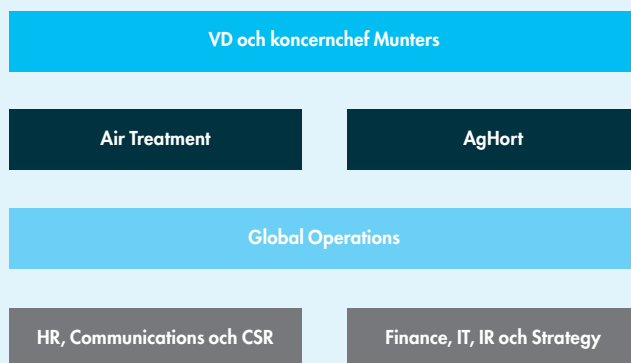 VD och koncernchef Munters
Air Treatment
AgHort
Global Operations
HR, Communications och CSR
Finance, IT, IR och Strategy